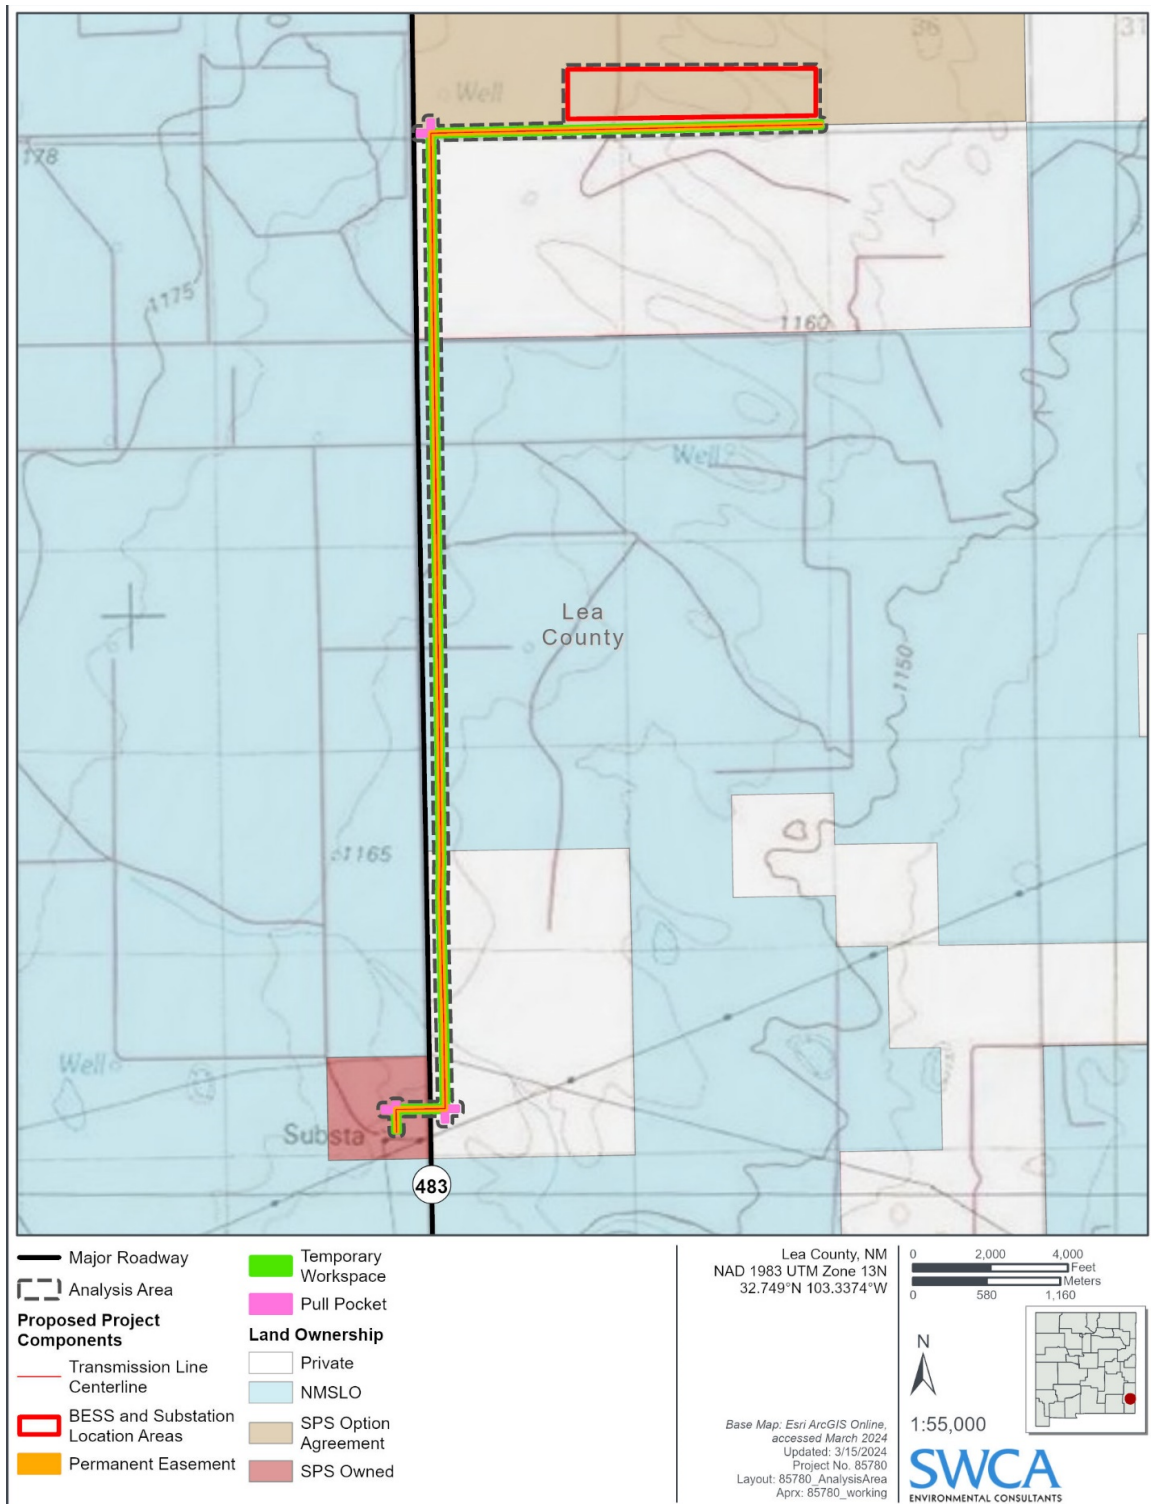 36
31
Well
178
1175
1160
Well
Lea
County
1150
1165
Well
Substa
483
Major Roadway
Analysis Area
Proposed Project
Components
Transmission Line
Centerline
BESS and Substation
Location Areas
Permanent Easement
Temporary
Workspace
Pull Pocket
Land Ownership
Private
NMSLO
SPS Option
Agreement
SPS Owned
Lea County, NM
NAD 1983 UTM Zone 13N
32.749°N 103.3374°W
Base Map: Esri ArcGIS Online,
accessed March 2024
Updated: 3/15/2024
Project No. 85780
Layout: 85780_AnalysisArea
Aprx: 85780_working
0 2,000 4,000
Feet
Meters
0 580 1,160
N
1:55,000
SWCA
ENVIRONMENTAL CONSULTANTS